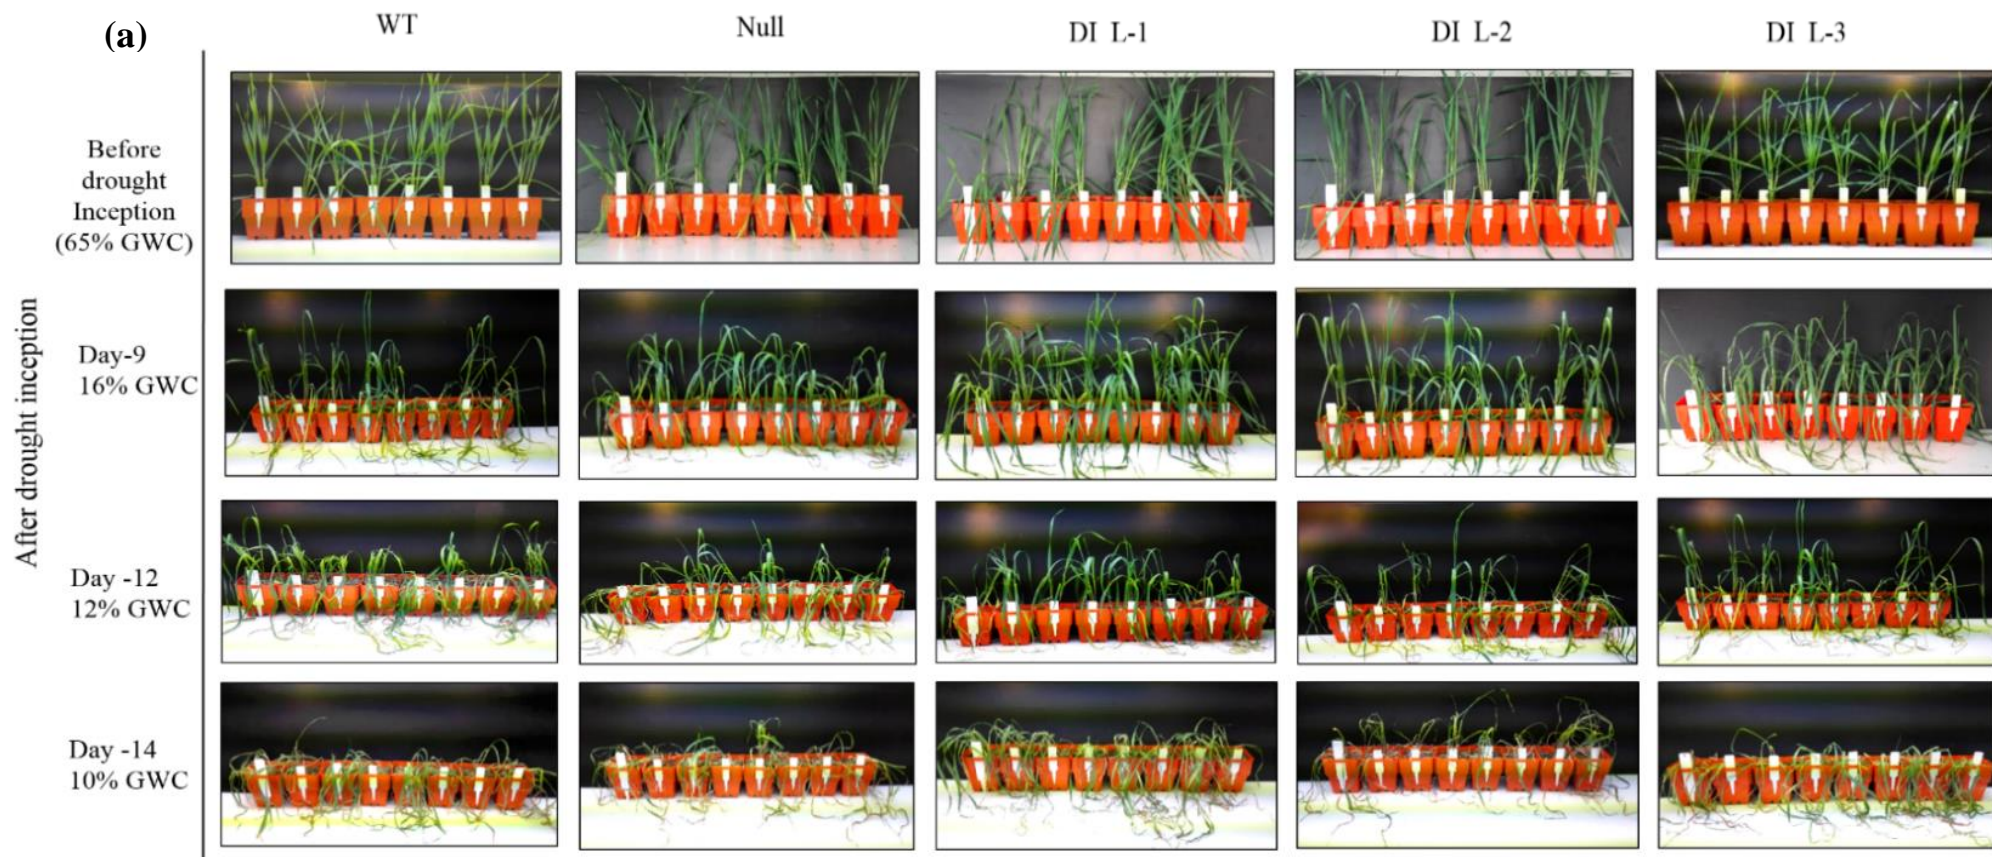 (a)
WT
Null
DI L-1
DI L-2
DI L-3
Before
drought
Inception
(65% GWC)
After drought inception
Day-9
16% GWC
Day -12
12% GWC
Day -14
10% GWC